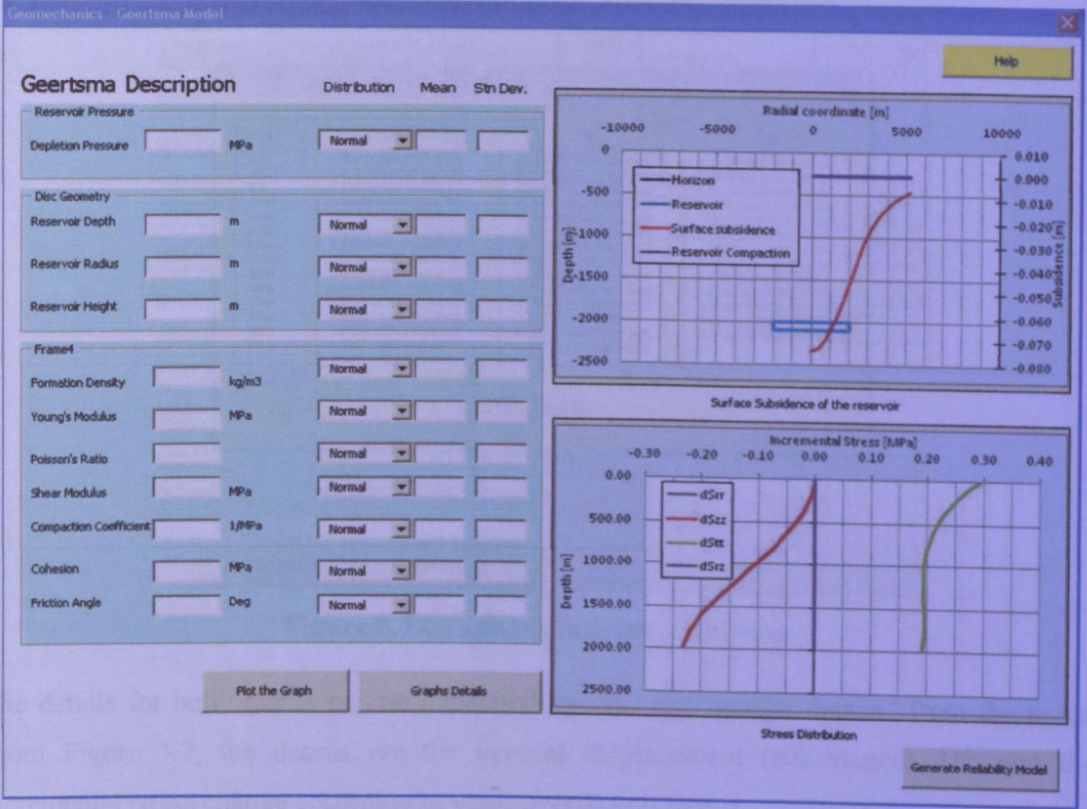 Geomechanics - Geertsma Model
Help
Geertsma Description
Distribution Mean Stn Dev.
Reservoir Pressure
Depletion Pressure MPa Normal
Disc Geometry
Reservoir Depth m Normal
Reservoir Radius m Normal
Reservoir Height m Normal
Frame4
Formation Density kg/m3 Normal
Young's Modulus MPa Normal
Poisson's Ratio Normal
Shear Modulus MPa Normal
Compaction Coefficient 1/MPa Normal
Cohesion MPa Normal
Friction Angle Deg Normal
Plot the Graph
Graphs Details
Radial coordinate [m]
-10000 -5000 0 5000 10000
0
-500
-1000
-1500
-2000
-2500
Depth [m]
Horizon
Reservoir
Surface subsidence
Reservoir Compaction
0.010
0.000
-0.010
-0.020
-0.030
-0.040
-0.050
-0.060
-0.070
-0.080
Subsidence [m]
Surface Subsidence of the reservoir
Incremental Stress [MPa]
-0.30 -0.20 -0.10 0.00 0.10 0.20 0.30 0.40
0.00
500.00
1000.00
1500.00
2000.00
2500.00
Depth [m]
dSrr
dSzz
dStt
dSrz
Stress Distribution
Generate Reliability Model